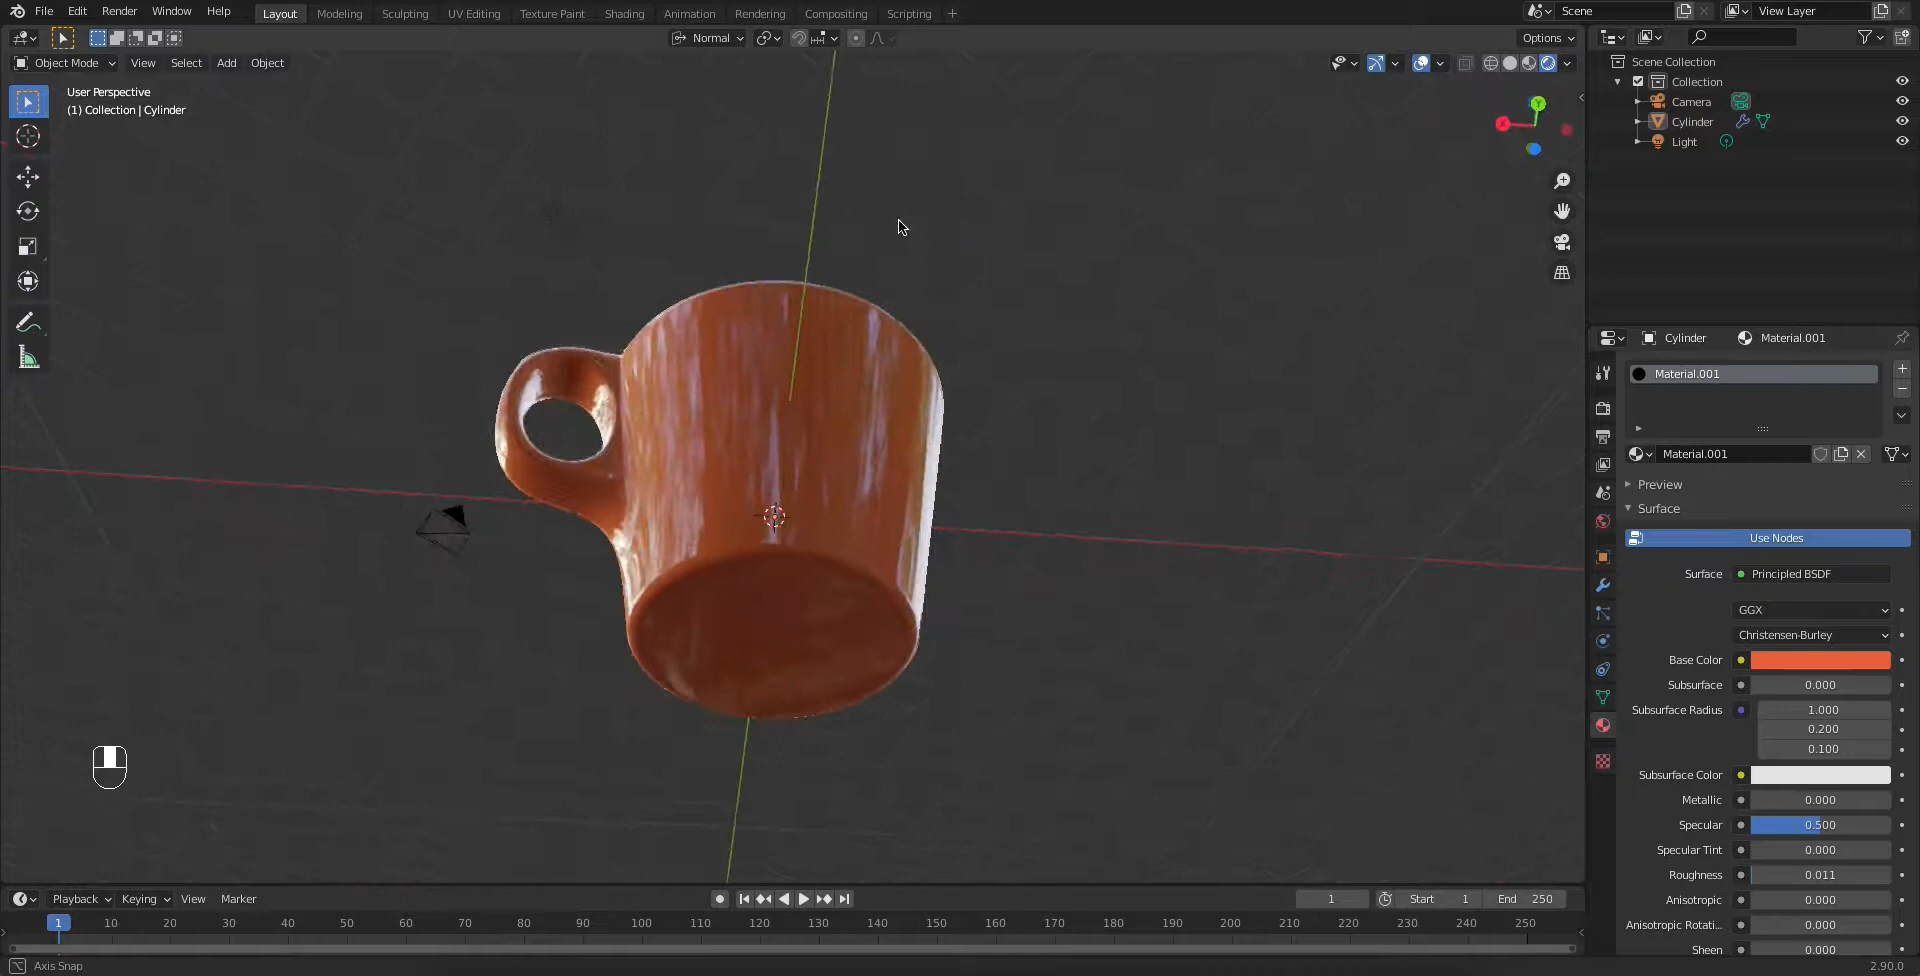 File Edit Render Window Help Layout Modeling Sculpting UV Editing Texture Paint Shading Animation Rendering Compositing Scripting + Scene View Layer
Normal Options
Object Mode View Select Add Object
User Perspective
(1) Collection | Cylinder
Y
X
Scene Collection
Collection
Camera
Cylinder
Light
Cylinder Material.001
Material.001
Material.001
Preview
Surface
Use Nodes
Surface Principled BSDF
GGX
Christensen-Burley
Base Color
Subsurface 0.000
Subsurface Radius 1.000
0.200
0.100
Subsurface Color
Metallic 0.000
Specular 0.500
Specular Tint 0.000
Roughness 0.011
Anisotropic 0.000
Anisotropic Rotati... 0.000
Sheen 0.000
Playback Keying View Marker 1 Start 1 End 250
1 10 20 30 40 50 60 70 80 90 100 110 120 130 140 150 160 170 180 190 200 210 220 230 240 250
Axis Snap 2.90.0